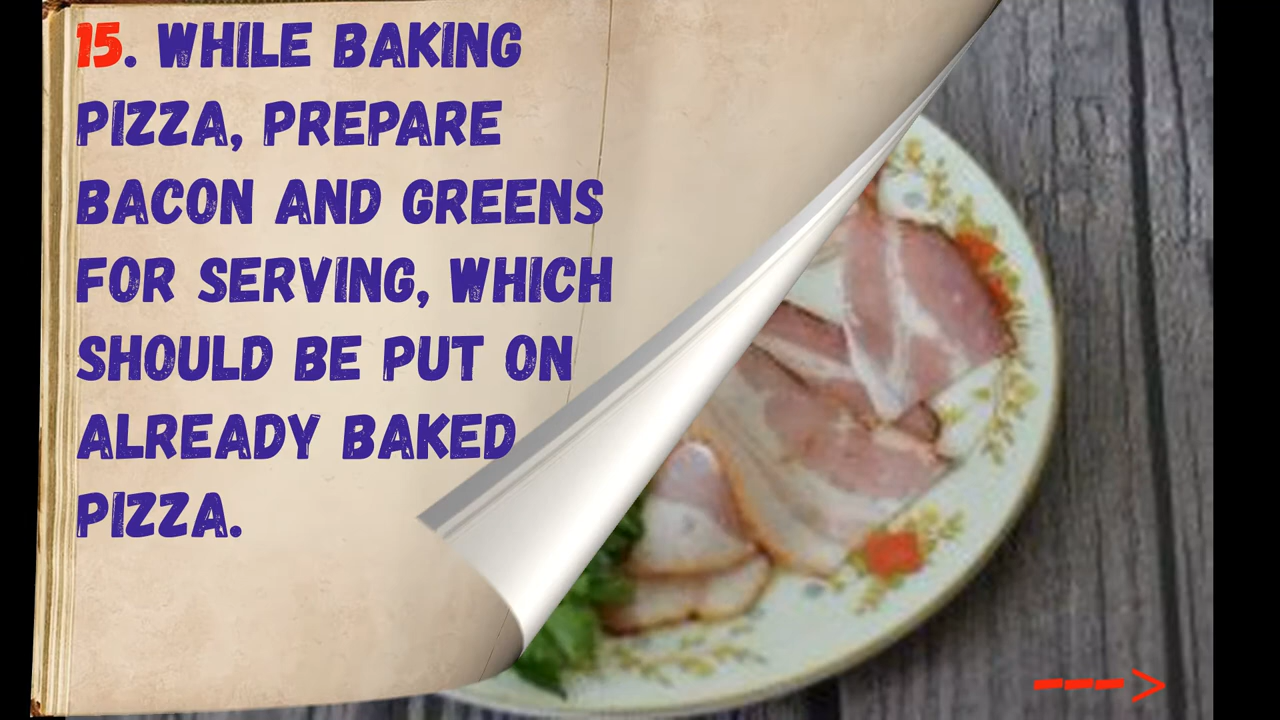 15. WHILE BAKING
PIZZA, PREPARE
BACON AND GREENS
FOR SERVING, WHICH
SHOULD BE PUT ON
ALREADY BAKED
PIZZA.